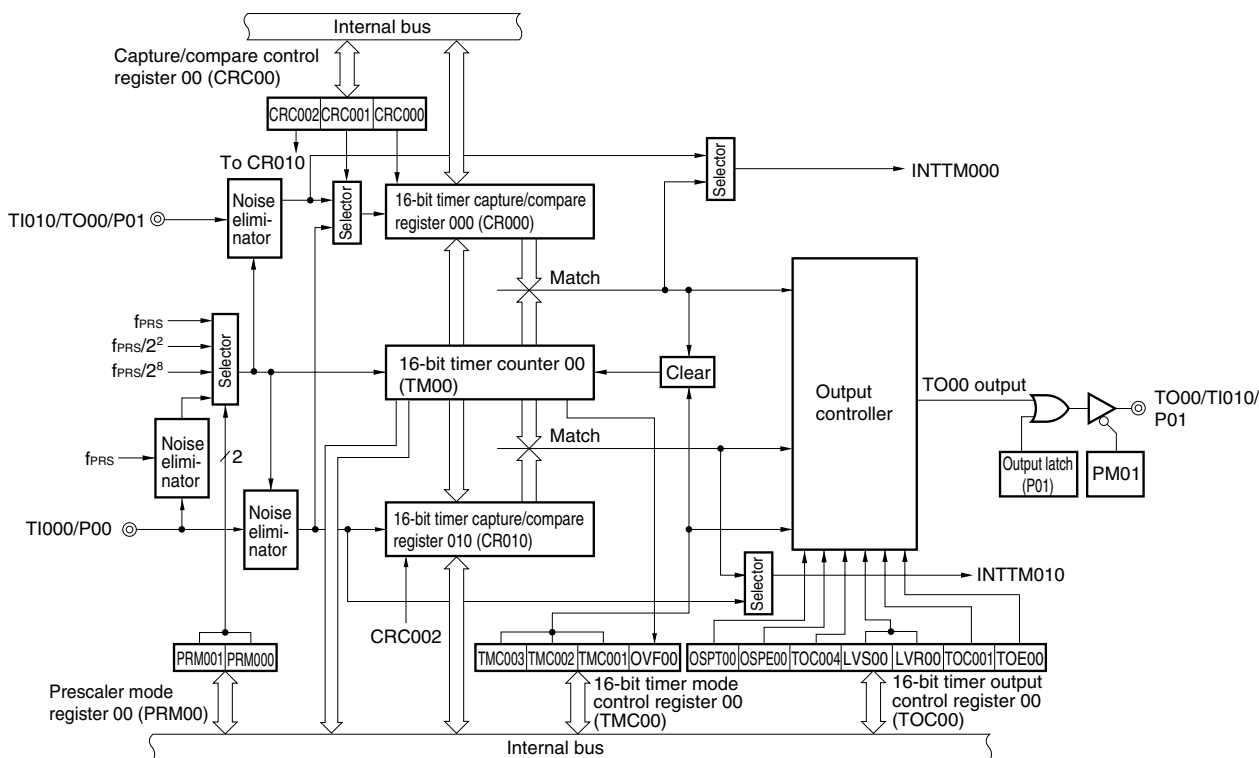 Internal bus
Capture/compare control
register 00 (CRC00)
CRC002 CRC001 CRC000
To CR010
INTTM000
Selector
Selector
Noise
elimi-
nator
16-bit timer capture/compare
register 000 (CR000)
TI010/TO00/P01
Match
fPRS
fPRS/2²
fPRS/2⁸
Selector
16-bit timer counter 00
(TM00)
Clear
Output
controller
TO00 output
TO00/TI010/
P01
Match
fPRS
Noise
elimi-
nator
2
Output latch
(P01)
PM01
TI000/P00
Noise
elimi-
nator
16-bit timer capture/compare
register 010 (CR010)
Selector
INTTM010
CRC002
PRM001 PRM000
TMC003 TMC002 TMC001 OVF00
OSPT00 OSPE00 TOC004 LVS00 LVR00 TOC001 TOE00
Prescaler mode
register 00 (PRM00)
16-bit timer mode
control register 00
(TMC00)
16-bit timer output
control register 00
(TOC00)
Internal bus